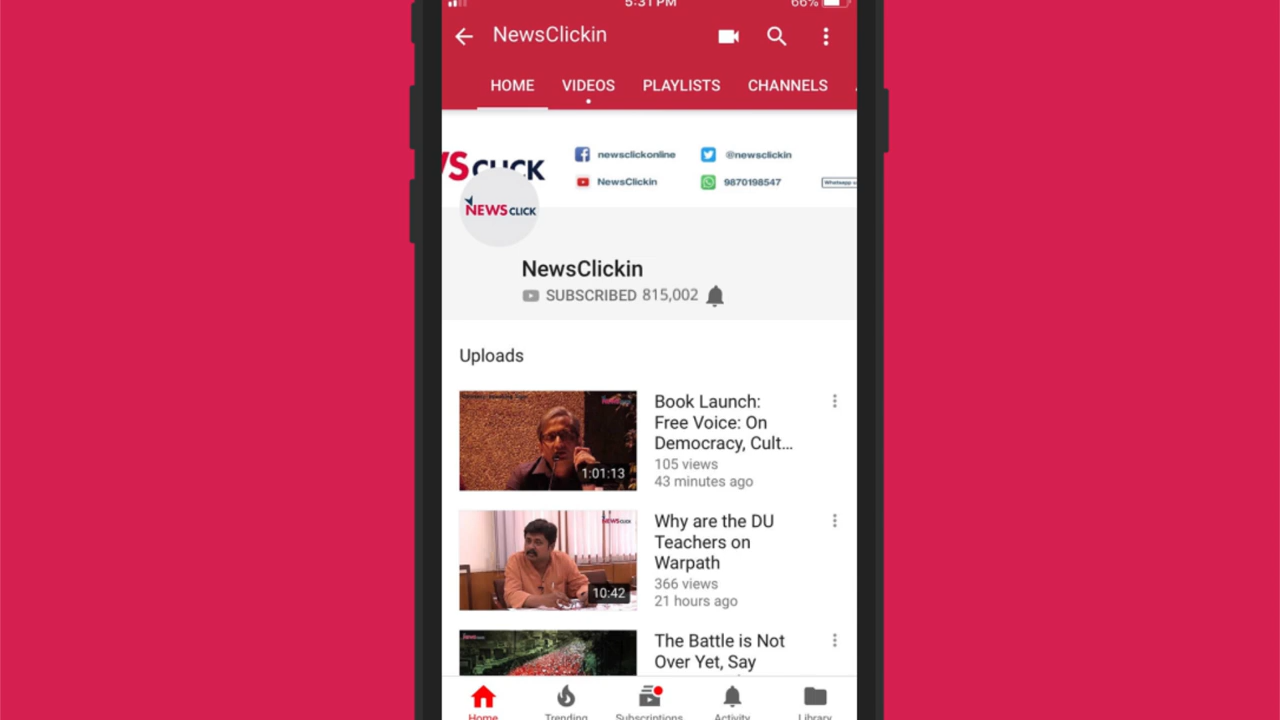 5:31 PM
66%
NewsClickin
HOME VIDEOS PLAYLISTS CHANNELS
CLICK
newsclickonline
@newsclickin
NewsClickin
9870198547
Whatsapp
NEWS CLICK
NewsClickin
SUBSCRIBED 815,002
Uploads
Book Launch:
Free Voice: On
Democracy, Cult...
105 views
43 minutes ago
1:01:13
Why are the DU
Teachers on
Warpath
366 views
21 hours ago
NEWSCLICK
10:42
The Battle is Not
Over Yet, Say
Home Trending Subscriptions Activity Library